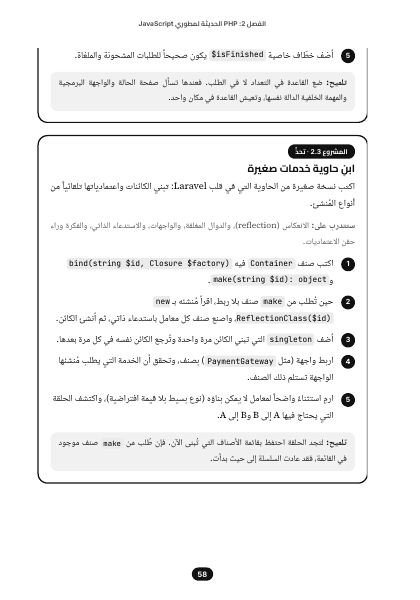 الفصل 2: PHP الحديثة لمطوري JavaScript
5 أضف خطّاف خاصية $isFinished يكون صحيحاً للطلبات المشحونة والملغاة.
تلميح: ضع القاعدة في التعداد لا في الطلب. فعندها تسأل صفحة الحالة والواجهة البرمجية
والمهمة الخلفية الدالة نفسها، وتعيش القاعدة في مكان واحد.
المشروع 2.3 · تحدٍّ
ابنِ حاوية خدمات صغيرة
اكتب نسخة صغيرة من الحاوية التي في قلب Laravel: تبني الكائنات واعتمادياتها تلقائياً من
أنواع المُنشئ.
ستتدرب على: الانعكاس (reflection)، والدوال المغلقة، والواجهات، والاستدعاء الذاتي، والفكرة وراء
حقن الاعتماديات.
1 اكتب صنف Container فيه bind(string $id, Closure $factory)
و make(string $id): object .
2 حين تُطلب من make صنف بلا ربط، اقرأ مُنشئه بـ new
ReflectionClass($id)، واصنع صنف كل معامل باستدعاء ذاتي، ثم أنشئ الكائن.
3 أضف singleton التي تبني الكائن مرة واحدة وتُرجع الكائن نفسه في كل مرة بعدها.
4 اربط واجهة (مثل PaymentGateway ) بصنف، وتحقق أن الخدمة التي يطلب مُنشئها
الواجهة تستلم ذلك الصنف.
5 ارمِ استثناءً واضحاً لمعامل لا يمكن بناؤه (نوع بسيط بلا قيمة افتراضية)، واكتشف الحلقة
التي يحتاج فيها A إلى B وB إلى A.
تلميح: لتجد الحلقة احتفظ بقائمة الأصناف التي تُبنى الآن. فإن طُلب من make صنف موجود
في القائمة، فقد عادت السلسلة إلى حيث بدأت.
58